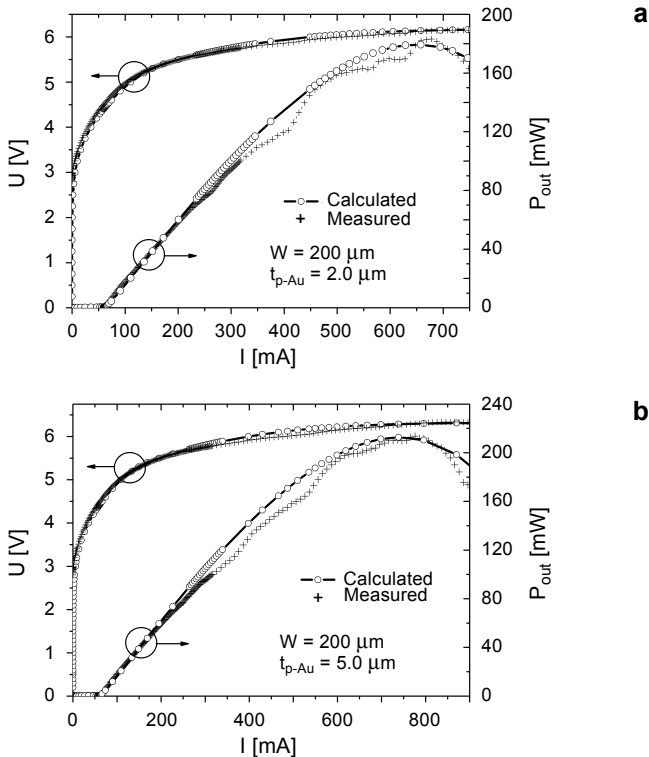 a
200
160
120
80
40
0
P_out [mW]
6
5
4
3
2
1
0
U [V]
Calculated
Measured
W = 200 µm
t_p-Au = 2.0 µm
0 100 200 300 400 500 600 700
I [mA]
b
240
200
160
120
80
40
0
P_out [mW]
6
5
4
3
2
1
0
U [V]
Calculated
Measured
W = 200 µm
t_p-Au = 5.0 µm
0 200 400 600 800
I [mA]